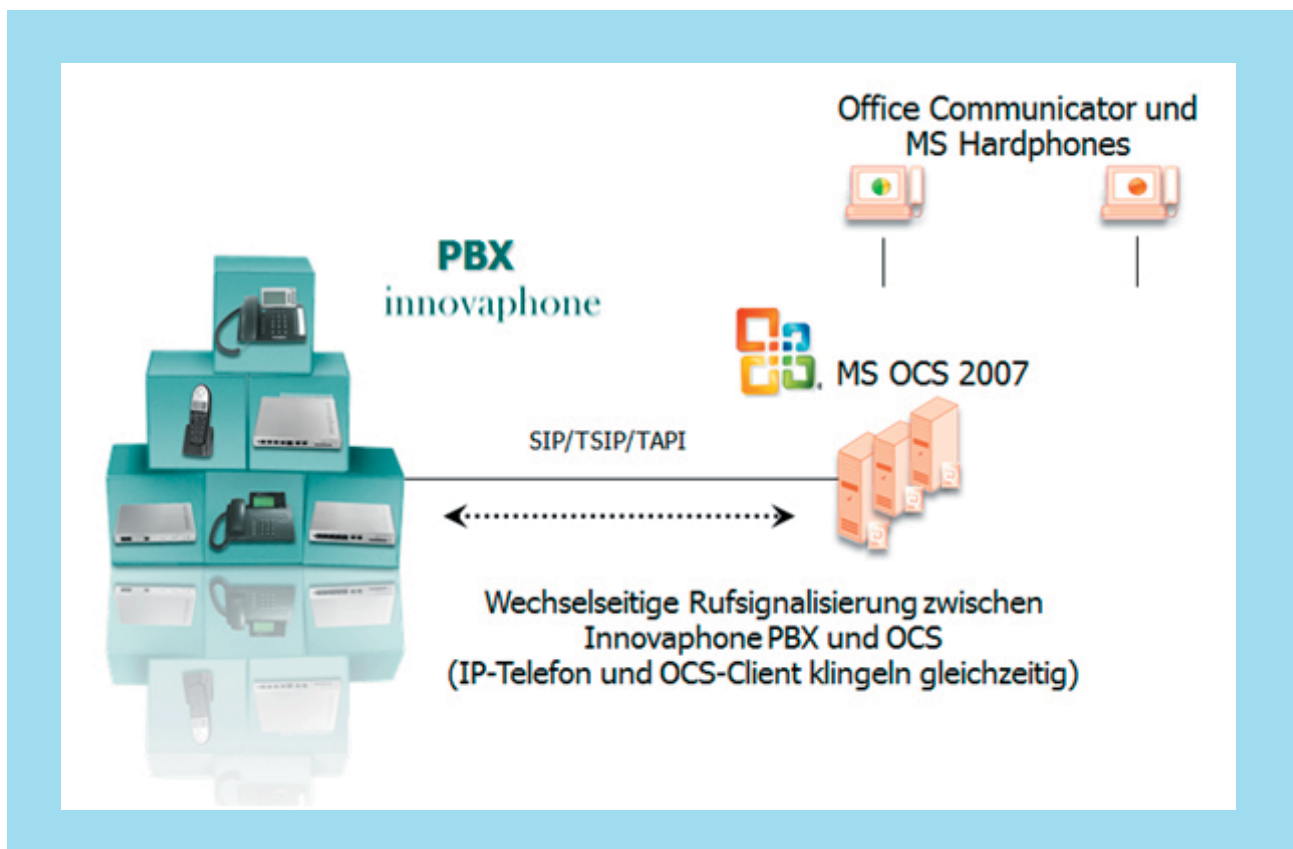 Office Communicator und
MS Hardphones
PBX
innovaphone
MS OCS 2007
SIP/TSIP/TAPI
Wechselseitige Rufsignalisierung zwischen
Innovaphone PBX und OCS
(IP-Telefon und OCS-Client klingeln gleichzeitig)